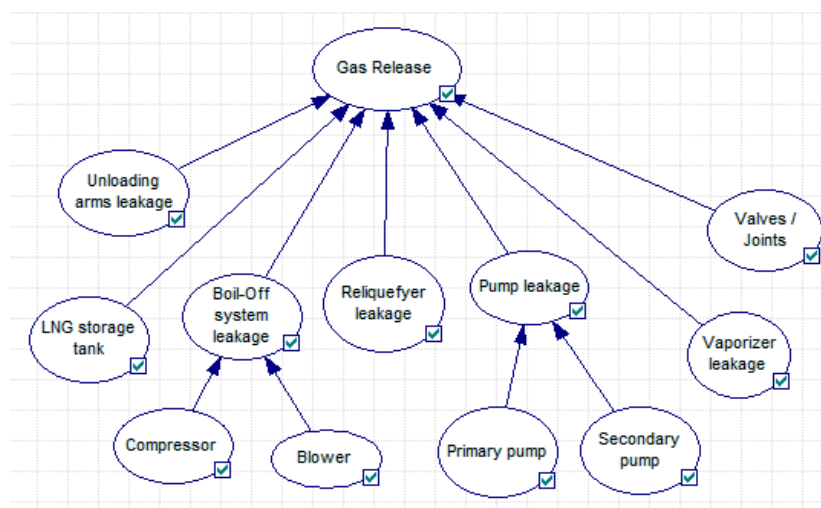 Gas Release
Unloading
arms leakage
Valves /
Joints
LNG storage
tank
Boil-Off
system
leakage
Reliquefyer
leakage
Pump leakage
Vaporizer
leakage
Compressor
Blower
Primary pump
Secondary
pump